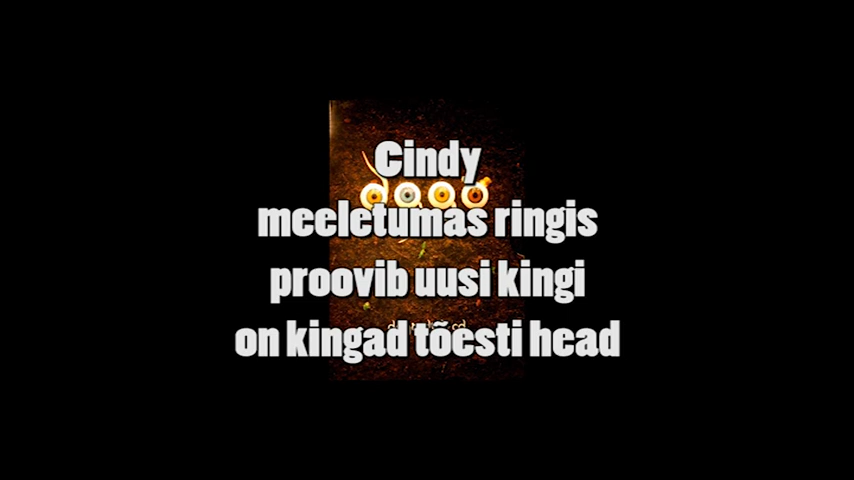 Cindy
meeletumas ringis
proovib uusi kingi
on kingad tõesti head